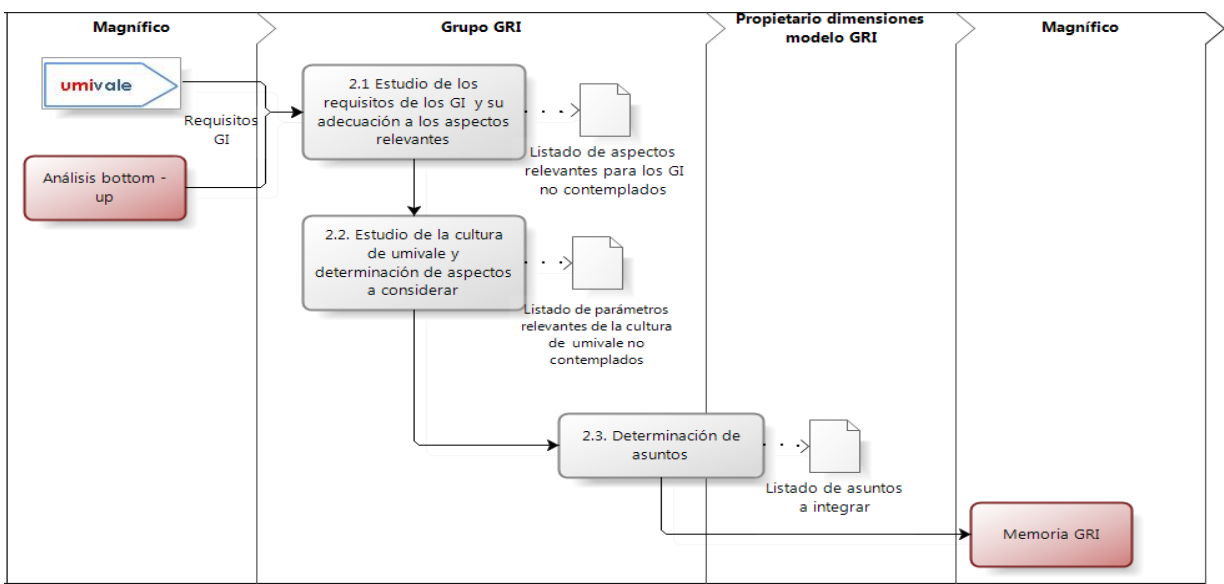 Magnífico
Grupo GRI
Propietario dimensiones
modelo GRI
Magnífico
umivale
Requisitos
GI
Análisis bottom -
up
2.1 Estudio de los
requisitos de los GI y su
adecuación a los aspectos
relevantes
Listado de aspectos
relevantes para los GI
no contemplados
2.2. Estudio de la cultura
de umivale y
determinación de aspectos
a considerar
Listado de parámetros
relevantes de la cultura
de umivale no
contemplados
2.3. Determinación de
asuntos
Listado de asuntos
a integrar
Memoria GRI